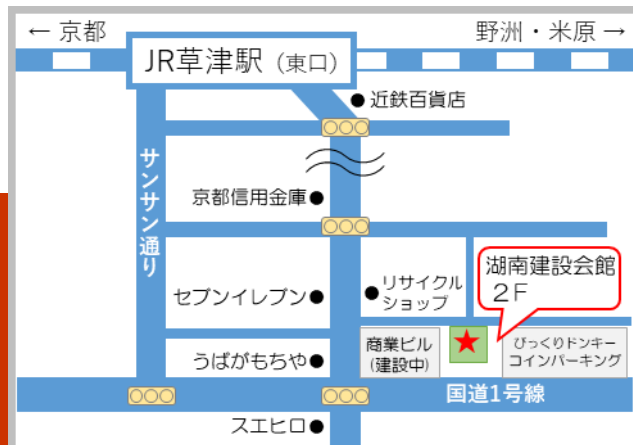 ← 京都
野洲・米原 →
JR草津駅（東口）
近鉄百貨店
サンサン通り
京都信用金庫
湖南建設会館
２Ｆ
リサイクル
ショップ
セブンイレブン
商業ビル
(建設中)
びっくりドンキー
コインパーキング
うばがもちや
国道1号線
スエヒロ